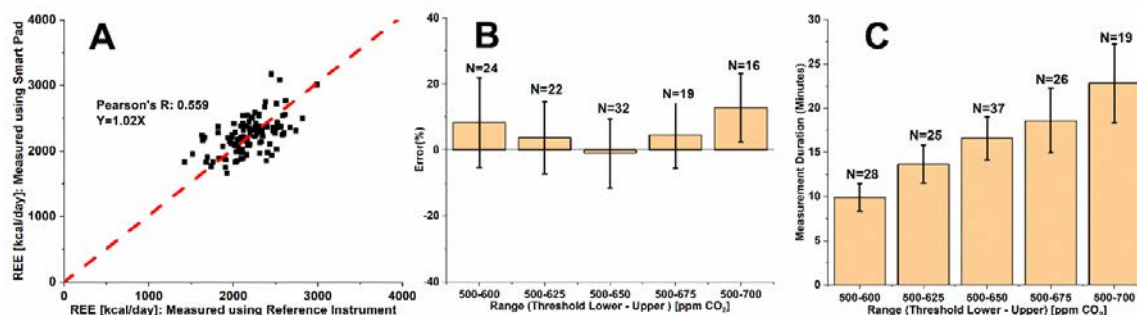 A
REE [kcal/day]: Measured using Smart Pad
4000
3000
2000
1000
0
Pearson's R: 0.559
Y=1.02X
0 1000 2000 3000 4000
REE [kcal/day]: Measured using Reference Instrument
B
Error(%)
40
20
0
-20
-40
N=24
N=22
N=32
N=19
N=16
500-600 500-625 500-650 500-675 500-700
Range (Threshold Lower - Upper) [ppm CO₂]
C
Measurement Duration (Minutes)
30
25
20
15
10
5
0
N=28
N=25
N=37
N=26
N=19
500-600 500-625 500-650 500-675 500-700
Range (Threshold Lower - Upper) [ppm CO₂]